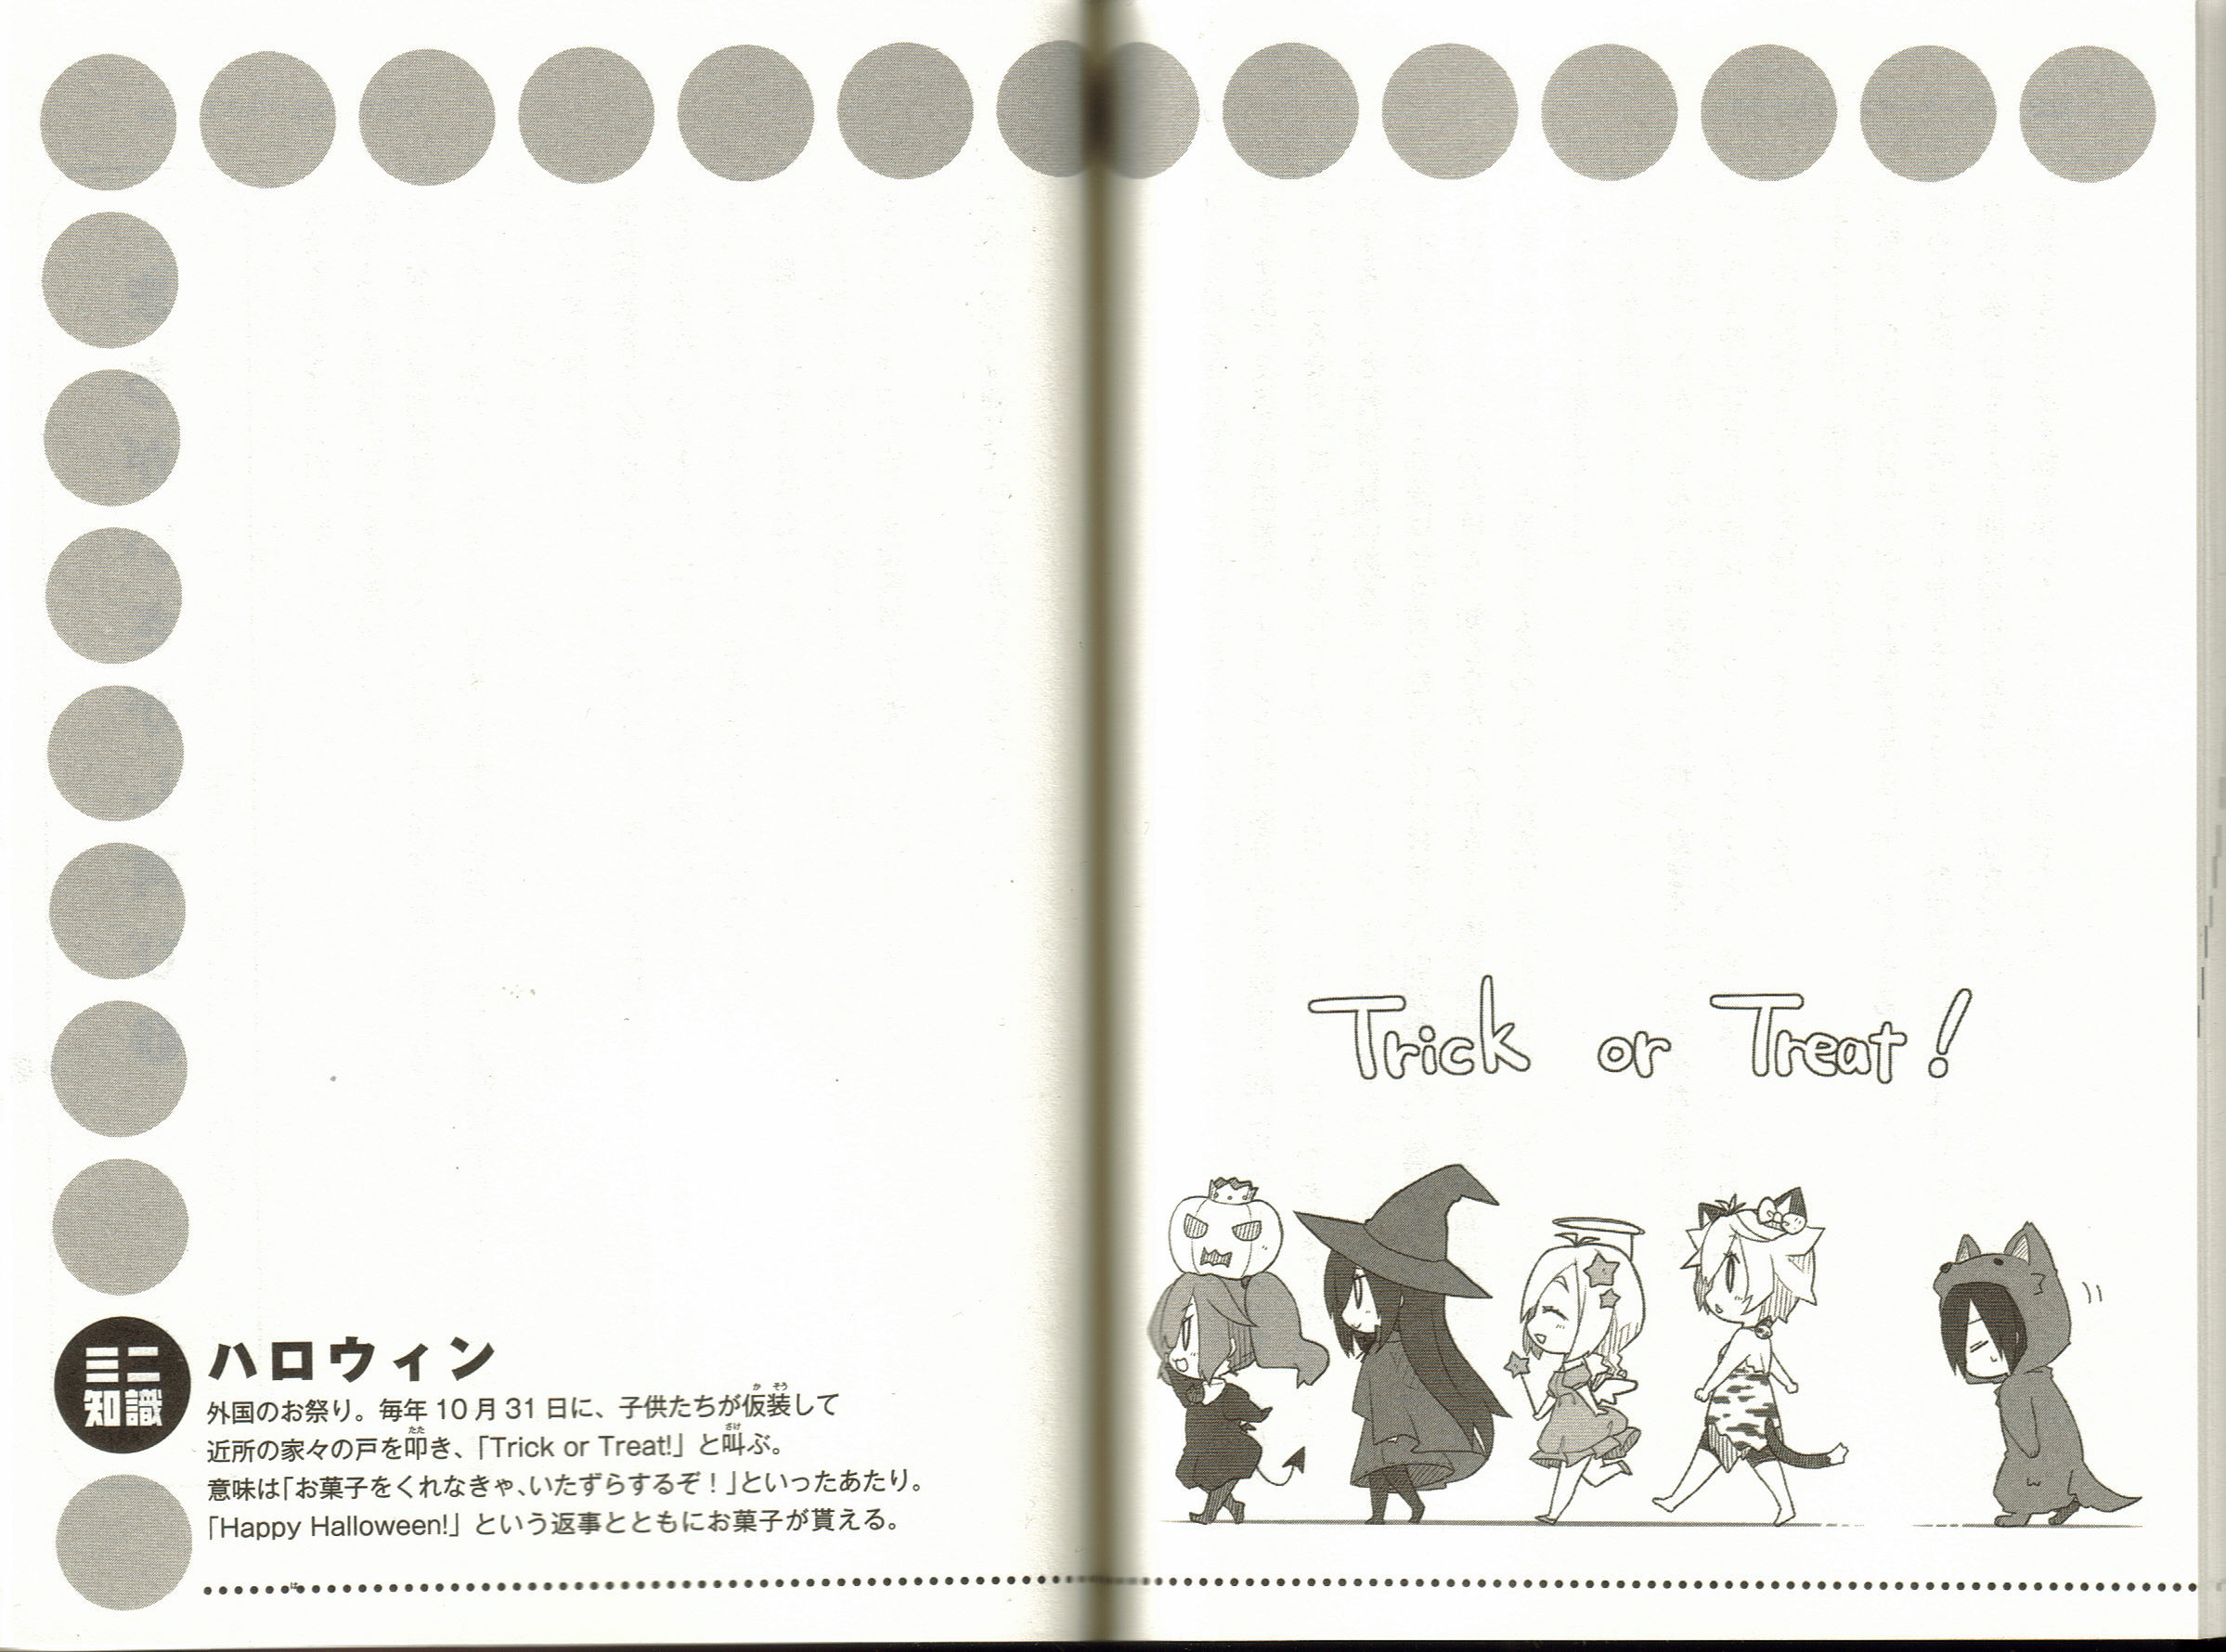 Trick or Treat!
ミニ
知識
ハロウィン
外国のお祭り。毎年10月31日に、子供たちが仮装して
近所の家々の戸を叩き、「Trick or Treat!」と叫ぶ。
意味は「お菓子をくれなきゃ、いたずらするぞ！」といったあたり。
「Happy Halloween!」という返事とともにお菓子が貰える。